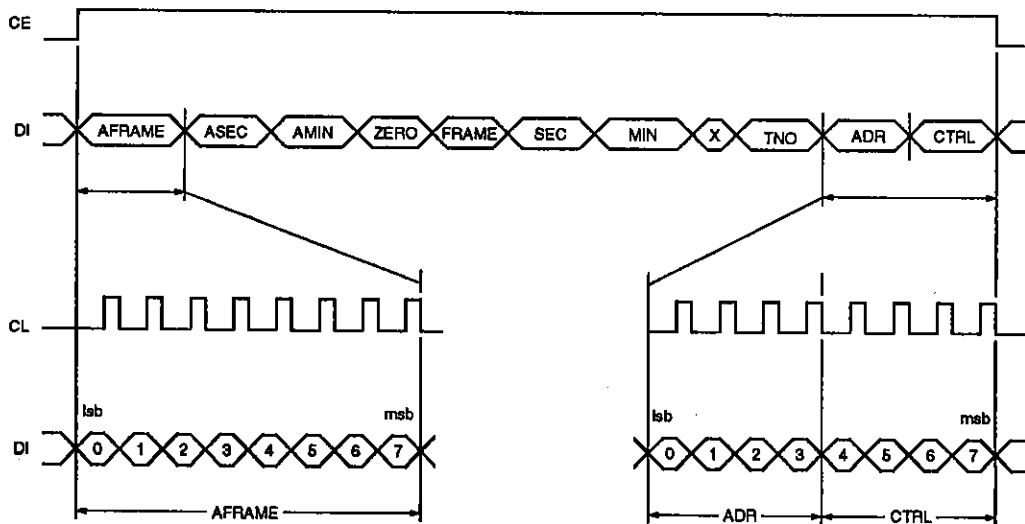 CE
DI AFRAME ASEC AMIN ZERO FRAME SEC MIN X TNO ADR CTRL
CL
lsb msb lsb msb
DI 0 1 2 3 4 5 6 7 0 1 2 3 4 5 6 7
AFRAME ADR CTRL